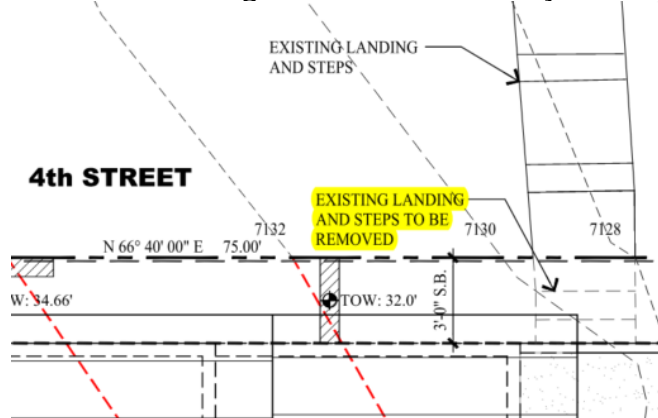 EXISTING LANDING
AND STEPS
4th STREET
EXISTING LANDING
AND STEPS TO BE
REMOVED
7132
7130
7128
N 66° 40' 00" E 75.00'
W: 34.66'
TOW: 32.0'
3'-0" S.B.